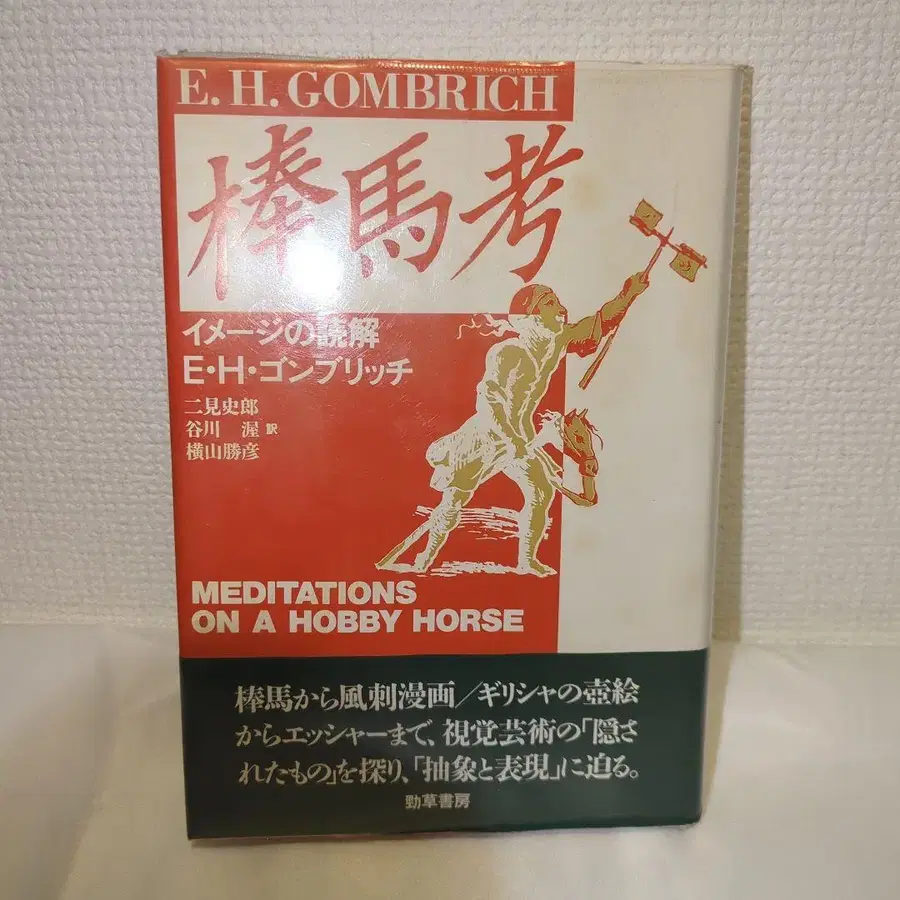 E. H. GOMBRICH
棒馬考
イメージの読解
E・H・ゴンブリッチ
二見史郎
谷川 渥 訳
横山勝彦
MEDITATIONS
ON A HOBBY HORSE
棒馬から風刺漫画/ギリシャの壺絵
からエッシャーまで、視覚芸術の「隠さ
れたもの」を探り、「抽象と表現」に迫る。
勁草書房